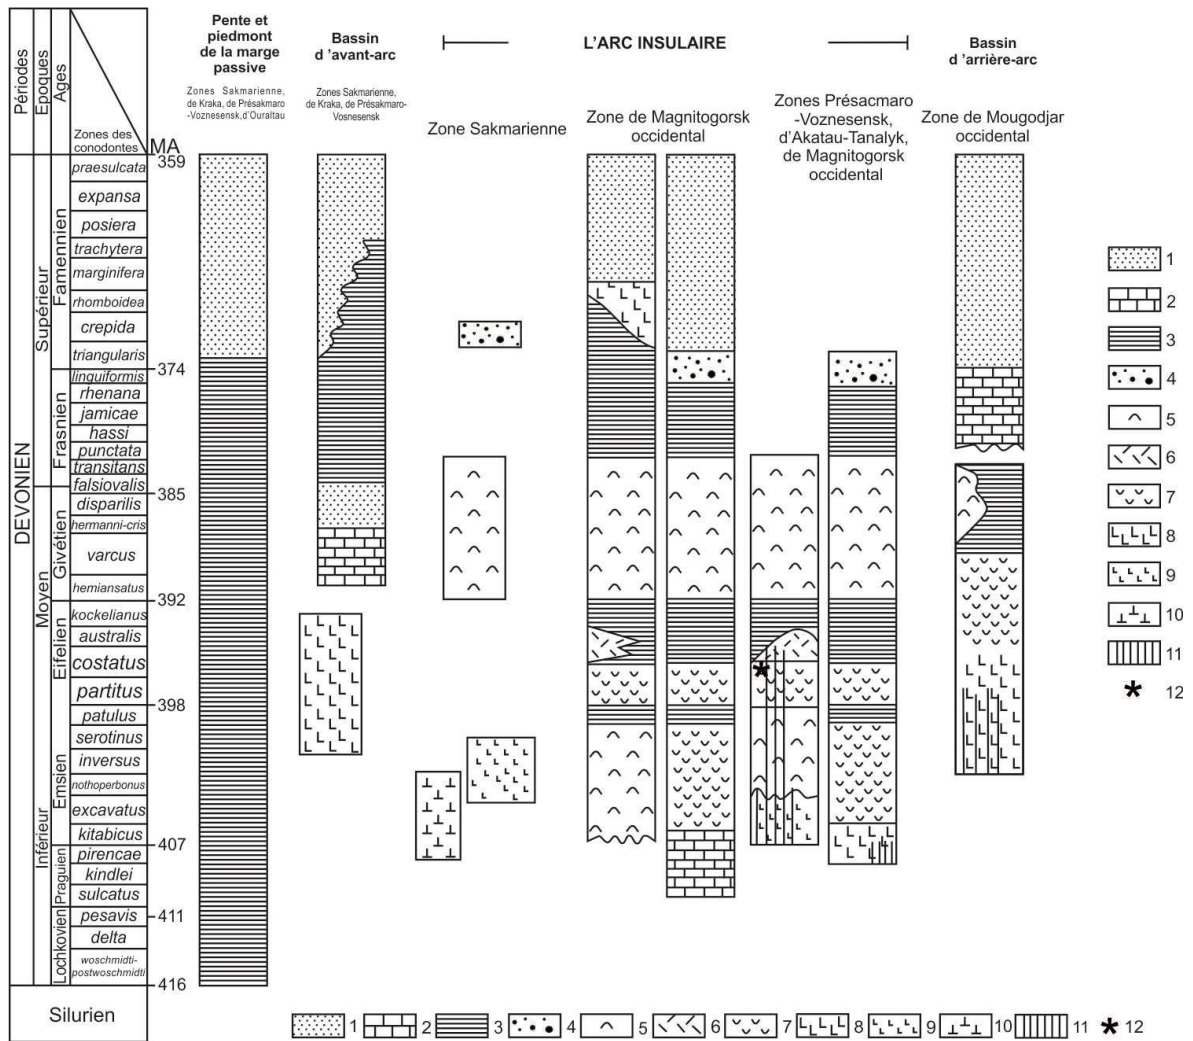 Périodes
Epoques
Ages
Zones des
conodontes
MA
Pente et
piedmont
de la marge
passive
Zones Sakmarienne,
de Kraka, de Présakmaro
-Voznesensk,d'Ouraltau
Bassin
d 'avant-arc
Zones Sakmarienne,
de Kraka, de Présakmaro-
Vosnesensk
L'ARC INSULAIRE
Zone Sakmarienne
Zone de Magnitogorsk
occidental
Zones Présacmaro
-Voznesensk,
d'Akatau-Tanalyk,
de Magnitogorsk
occidental
Bassin
d'arrière-arc
Zone de Mougodjar
occidental
DEVONIEN
Supérieur
Famennien
praesulcata
expansa
posiera
trachytera
marginifera
rhomboidea
crepida
triangularis
Frasnien
linguiformis
rhenana
jamicae
hassi
punctata
transitans
falsiovalis
Moyen
Givétien
disparilis
hermanni-cris
varcus
hemiansatus
Eifelien
kockelianus
australis
costatus
partitus
Inférieur
Emsien
patulus
serotinus
inversus
nothoperbonus
excavatus
kitabicus
Praguien
pirencae
kindlei
sulcatus
Lochkovien
pesavis
delta
woschmidti-
postwoschmidti
Silurien
359
374
385
392
398
407
411
416
1
2
3
4
5
6
7
8
9
10
11
12
1 2 3 4 5 6 7 8 9 10 11 12